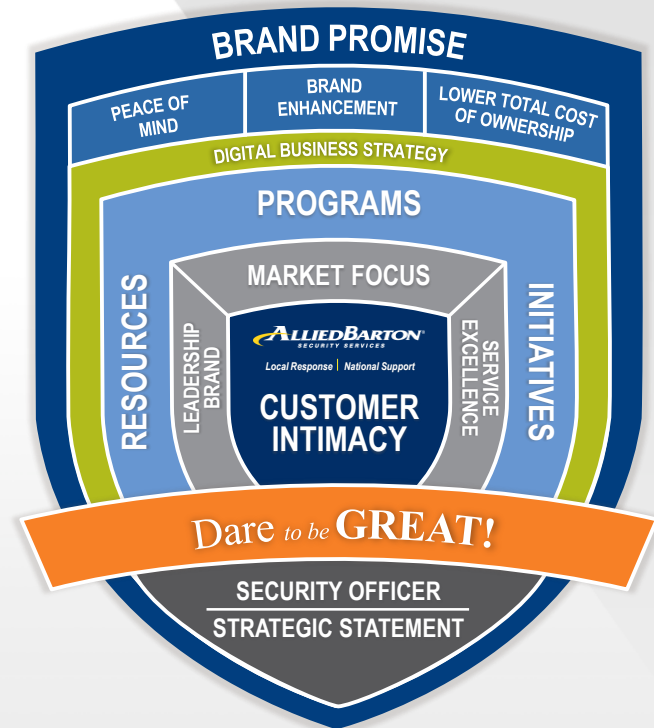 BRAND PROMISE
PEACE OF
MIND
BRAND
ENHANCEMENT
LOWER TOTAL COST
OF OWNERSHIP
DIGITAL BUSINESS STRATEGY
PROGRAMS
RESOURCES
INITIATIVES
MARKET FOCUS
LEADERSHIP
BRAND
SERVICE
EXCELLENCE
ALLIEDBARTON®
SECURITY SERVICES
Local Response | National Support
CUSTOMER
INTIMACY
Dare to be GREAT!
SECURITY OFFICER
STRATEGIC STATEMENT